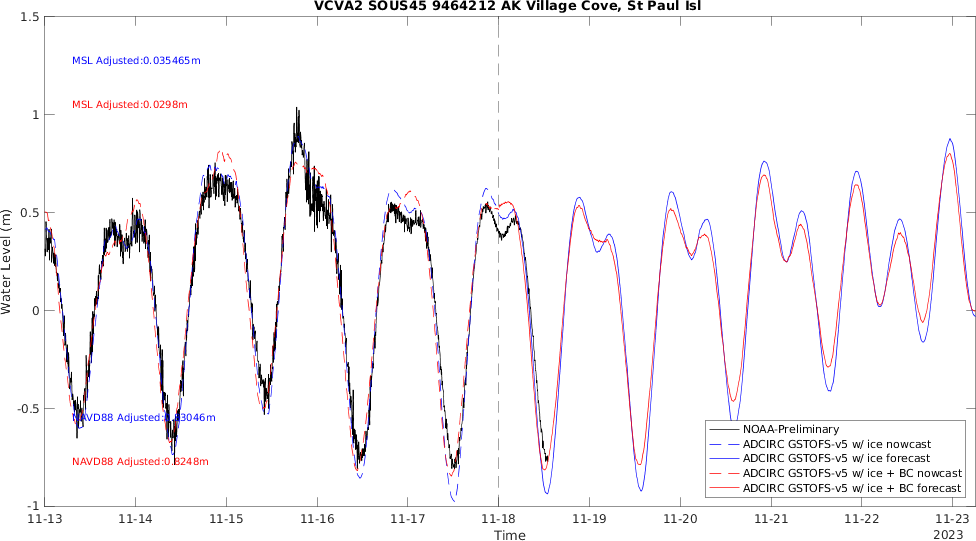 VCVA2 SOUS45 9464212 AK Village Cove, St Paul Isl
1.5
1
0.5
0
-0.5
-1
Water Level (m)
MSL Adjusted:0.035465m
MSL Adjusted:0.0298m
NAVD88 Adjusted:
NAVD88 Adjusted:0.8248m
NOAA-Preliminary
ADCIRC GSTOFS-v5 w/ ice nowcast
ADCIRC GSTOFS-v5 w/ ice forecast
ADCIRC GSTOFS-v5 w/ ice + BC nowcast
ADCIRC GSTOFS-v5 w/ ice + BC forecast
11-13 11-14 11-15 11-16 11-17 11-18 11-19 11-20 11-21 11-22 11-23
2023
Time